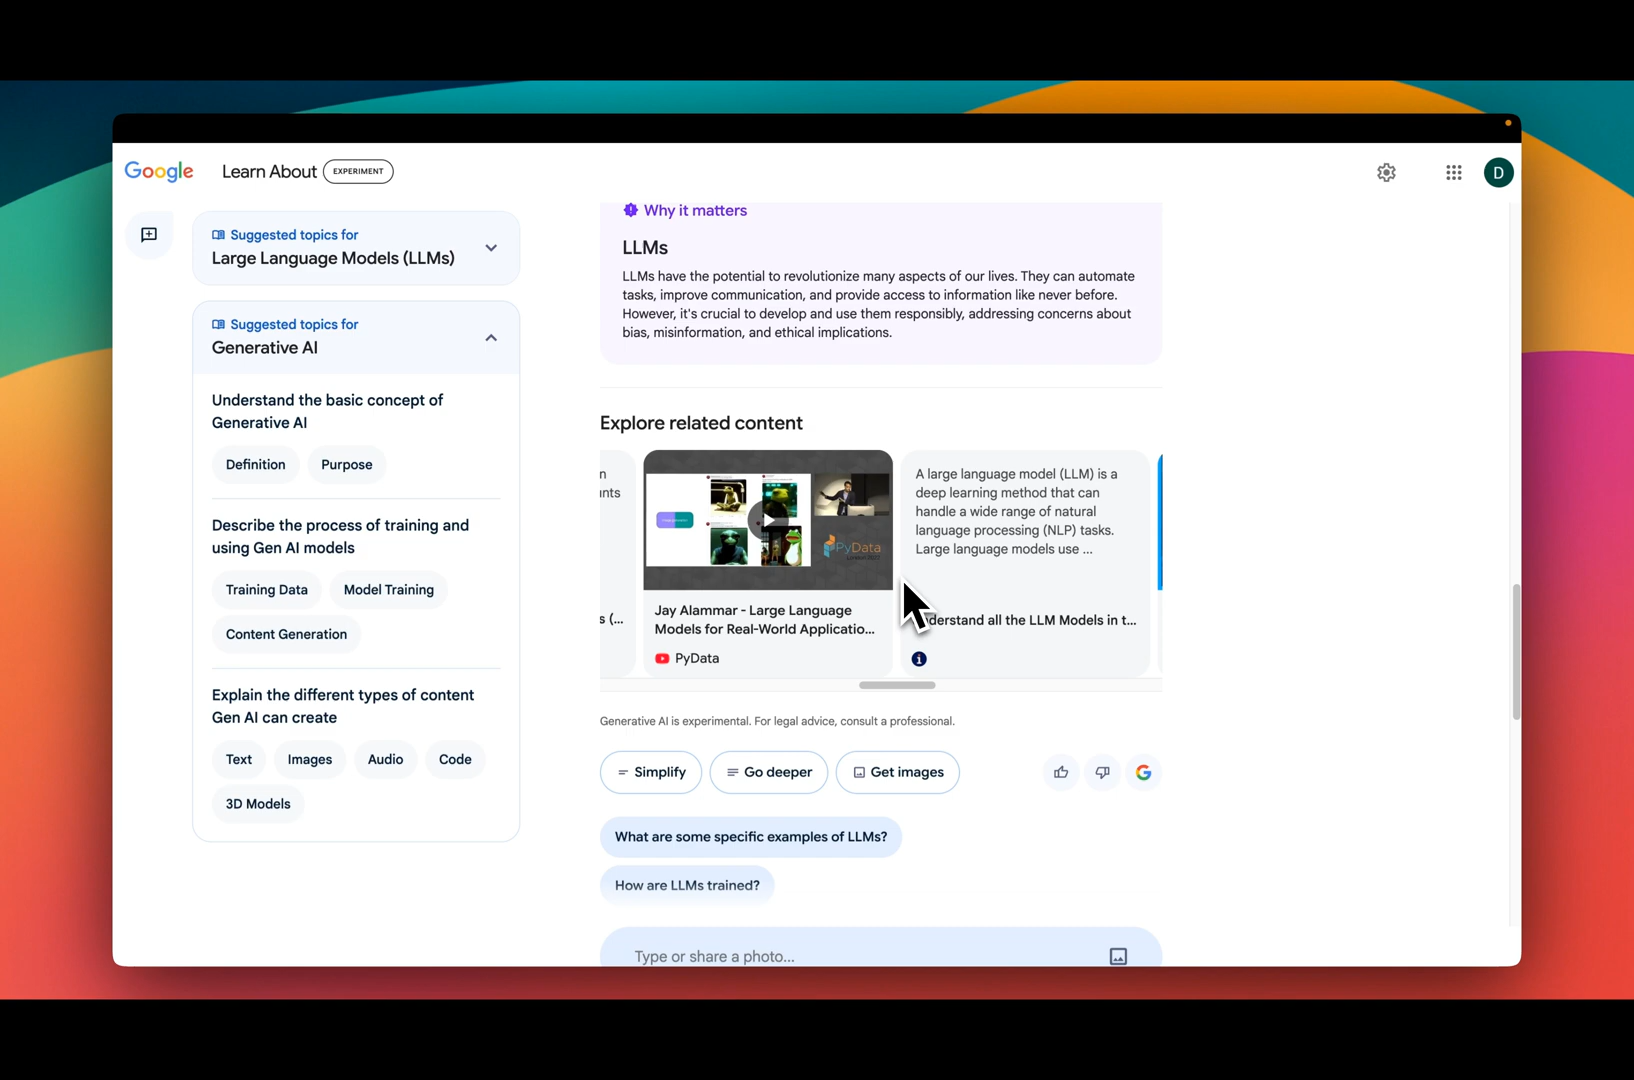 Google
Learn About
EXPERIMENT
D
Suggested topics for
Large Language Models (LLMs)
Suggested topics for
Generative AI
Understand the basic concept of
Generative AI
Definition
Purpose
Describe the process of training and
using Gen AI models
Training Data
Model Training
Content Generation
Explain the different types of content
Gen AI can create
Text
Images
Audio
Code
3D Models
Why it matters
LLMs
LLMs have the potential to revolutionize many aspects of our lives. They can automate
tasks, improve communication, and provide access to information like never before.
However, it's crucial to develop and use them responsibly, addressing concerns about
bias, misinformation, and ethical implications.
Explore related content
n
nts
s (...
PyData
Jay Alammar - Large Language
Models for Real-World Applicatio...
PyData
A large language model (LLM) is a
deep learning method that can
handle a wide range of natural
language processing (NLP) tasks.
Large language models use ...
derstand all the LLM Models in t...
Generative AI is experimental. For legal advice, consult a professional.
Simplify
Go deeper
Get images
G
What are some specific examples of LLMs?
How are LLMs trained?
Type or share a photo...